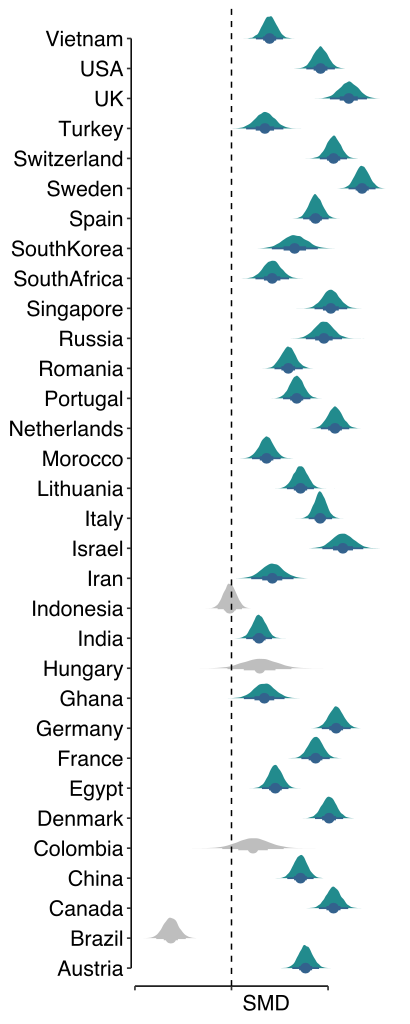 Vietnam
USA
UK
Turkey
Switzerland
Sweden
Spain
SouthKorea
SouthAfrica
Singapore
Russia
Romania
Portugal
Netherlands
Morocco
Lithuania
Italy
Israel
Iran
Indonesia
India
Hungary
Ghana
Germany
France
Egypt
Denmark
Colombia
China
Canada
Brazil
Austria
SMD